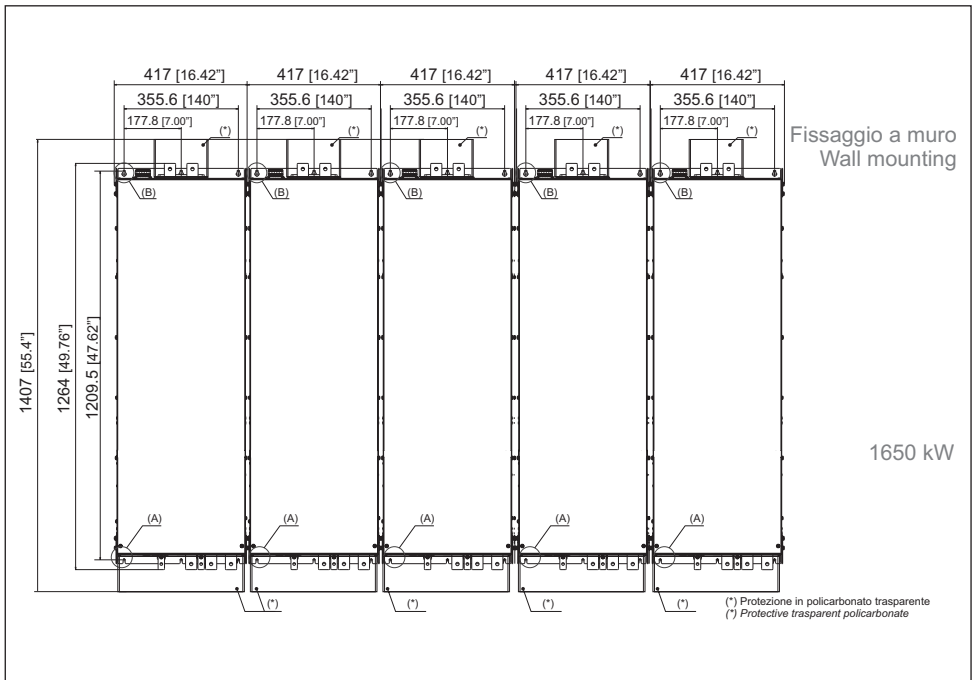 417 [16.42”] 417 [16.42”] 417 [16.42”] 417 [16.42”] 417 [16.42”]
355.6 [140”] 355.6 [140”] 355.6 [140”] 355.6 [140”] 355.6 [140”]
177.8 [7.00”] 177.8 [7.00”] 177.8 [7.00”] 177.8 [7.00”] 177.8 [7.00”]
(*) (*) (*) (*) (*)
Fissaggio a muro
Wall mounting
(B) (B) (B) (B) (B)
1407 [55.4”]
1264 [49.76”]
1209.5 [47.62”]
1650 kW
(A) (A) (A) (A) (A)
(*) (*) (*) (*) (*)
(*) Protezione in policarbonato trasparente
(*) Protective trasparent policarbonate